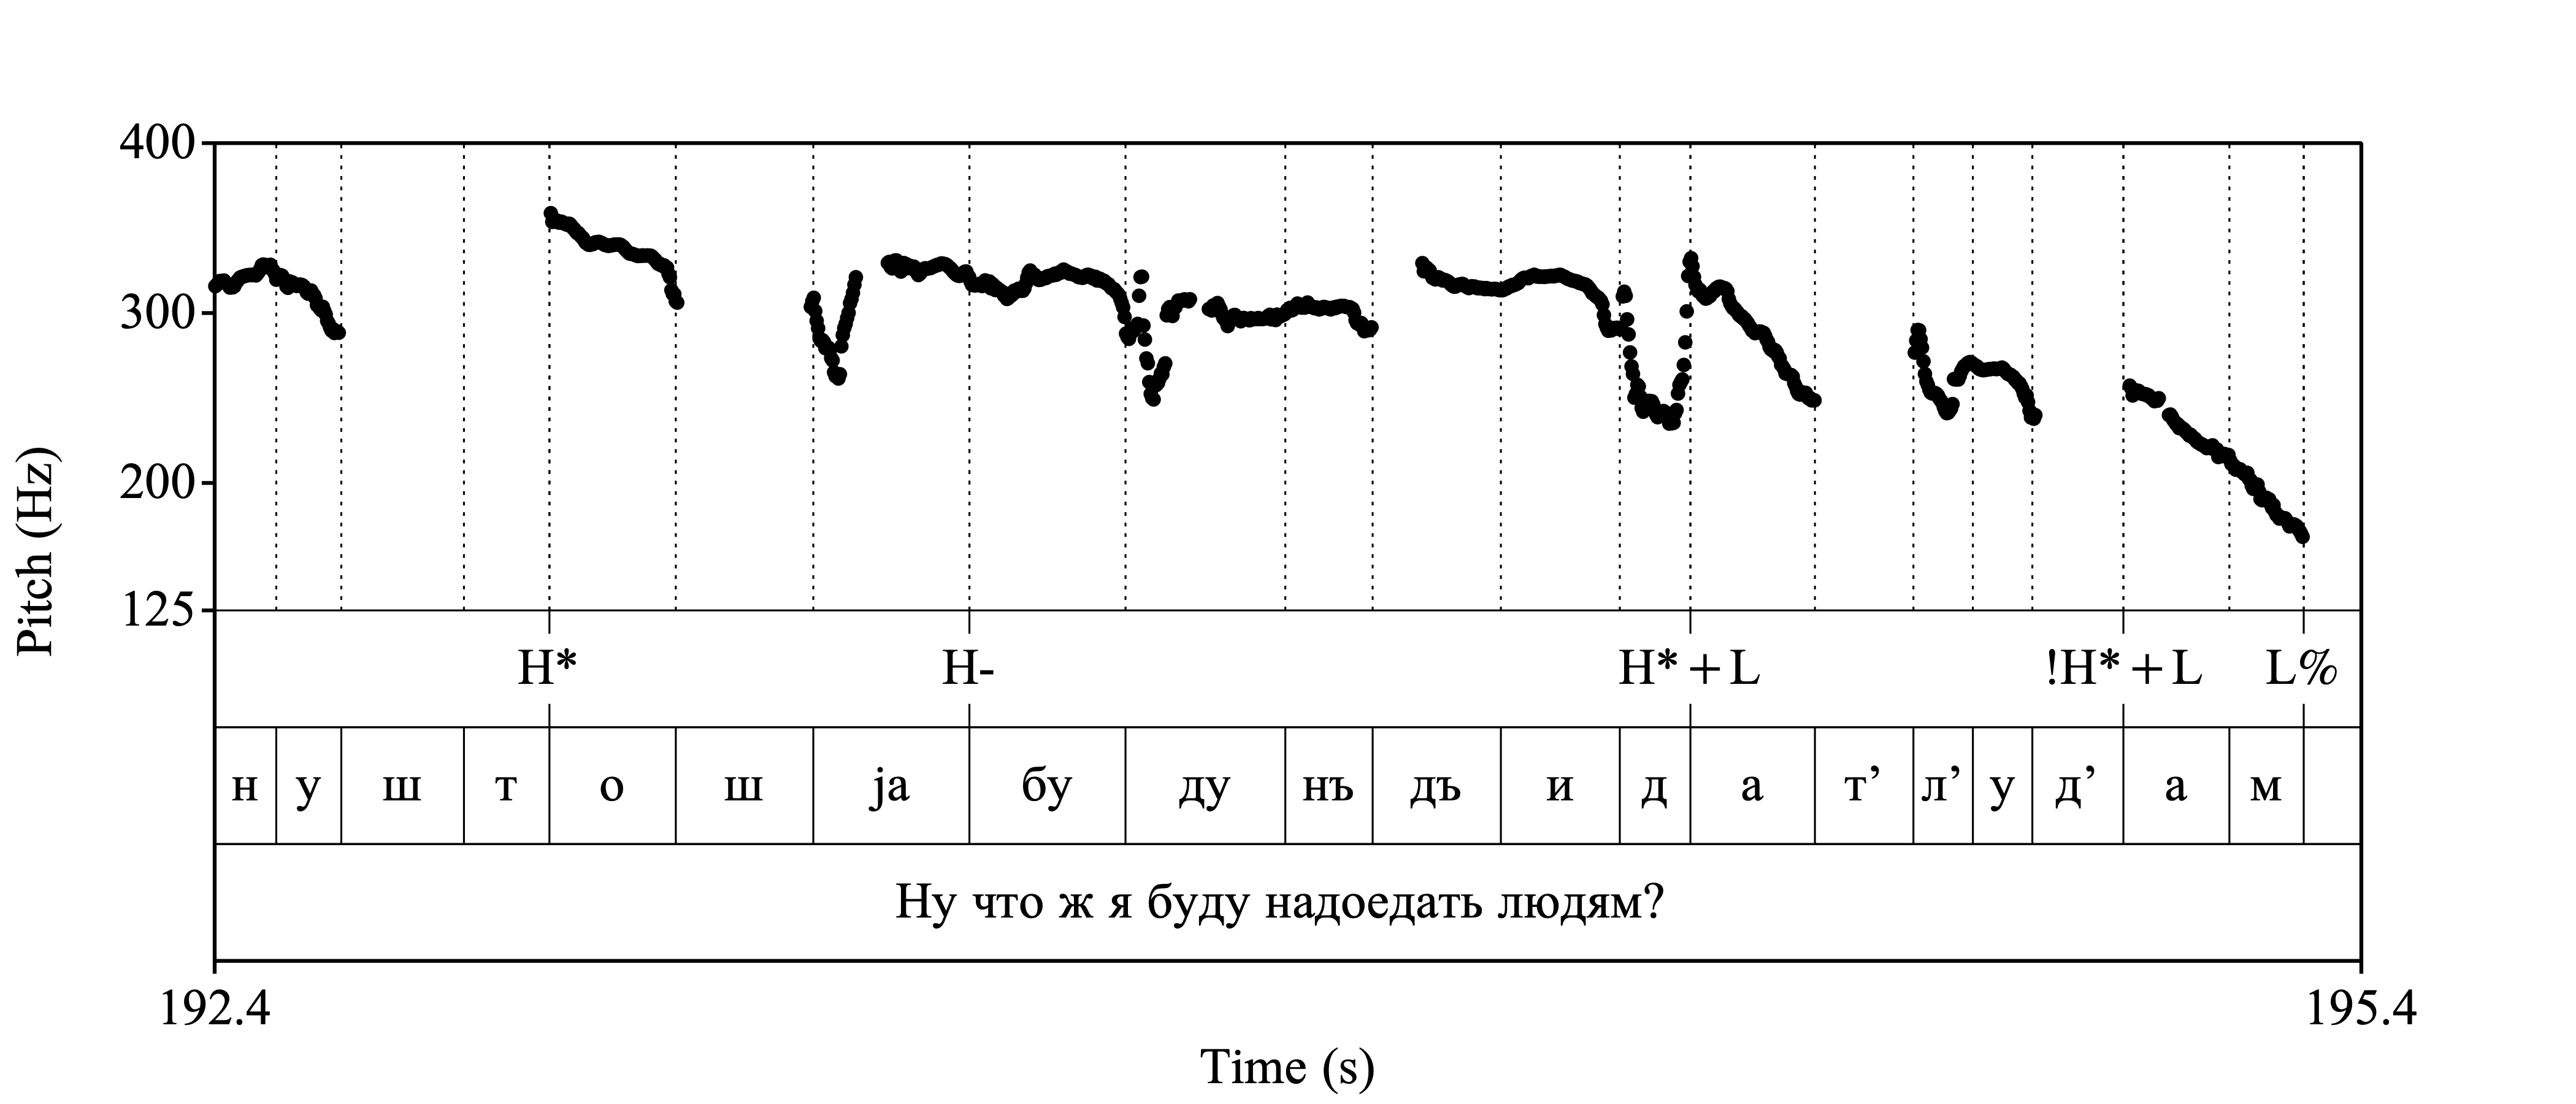 400
300
200
125
Pitch (Hz)
H* H- H* + L !H* + L L%
н у ш т о ш ја бу ду нъ дъ и д а т’ л’ у д’ а м
Ну что ж я буду надоедать людям?
192.4 195.4
Time (s)